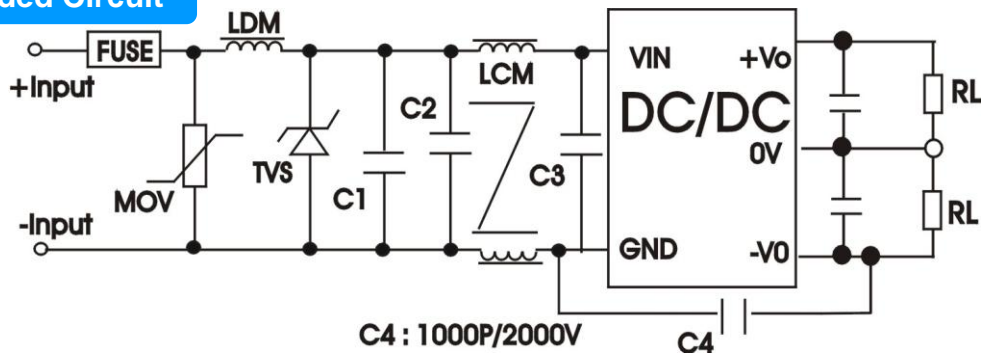 Circuit
FUSE
LDM
+Input
MOV
TVS
C1
C2
LCM
C3
VIN
+Vo
DC/DC
0V
GND
-V0
RL
RL
-Input
C4 : 1000P/2000V
C4